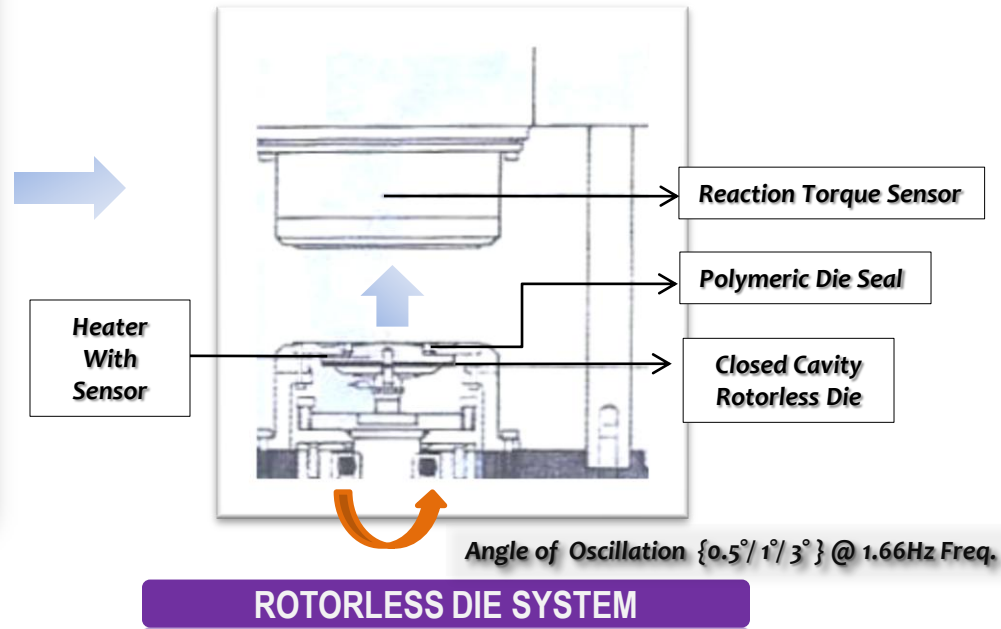 Reaction Torque Sensor
Polymeric Die Seal
Heater
With
Sensor
Closed Cavity
Rotorless Die
Angle of Oscillation {0.5°/ 1°/ 3° } @ 1.66Hz Freq.
ROTORLESS DIE SYSTEM